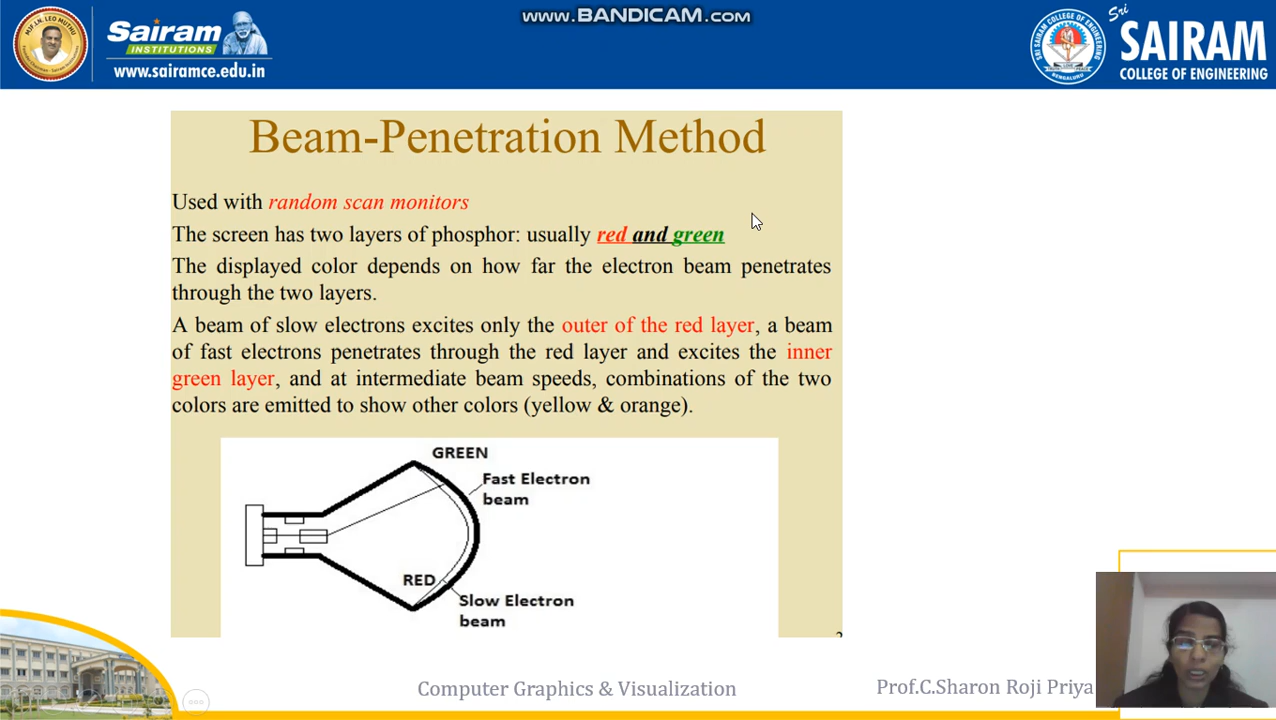 www.BANDICAM.com
Sairam
INSTITUTIONS
www.sairamce.edu.in
Sri
SAIRAM
COLLEGE OF ENGINEERING
Beam-Penetration Method
Used with random scan monitors
The screen has two layers of phosphor: usually red and green
The displayed color depends on how far the electron beam penetrates
through the two layers.
A beam of slow electrons excites only the outer of the red layer, a beam
of fast electrons penetrates through the red layer and excites the inner
green layer, and at intermediate beam speeds, combinations of the two
colors are emitted to show other colors (yellow & orange).
GREEN
Fast Electron
beam
RED
Slow Electron
beam
Computer Graphics & Visualization
Prof.C.Sharon Roji Priya